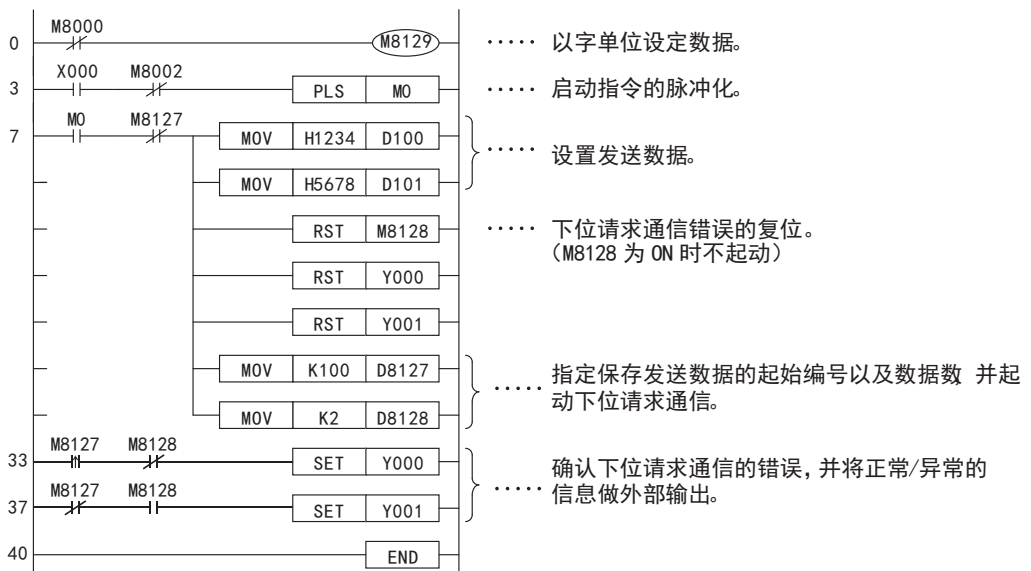 M8000
0 M8129 ····· 以字单位设定数据。
X000 M8002
3 PLS M0 ····· 启动指令的脉冲化。
M0 M8127
7 MOV H1234 D100
····· 设置发送数据。
MOV H5678 D101
RST M8128 ····· 下位请求通信错误的复位。
（M8128 为 ON 时不起动）
RST Y000
RST Y001
MOV K100 D8127
····· 指定保存发送数据的起始编号以及数据数 并起
动下位请求通信。
MOV K2 D8128
M8127 M8128
33 SET Y000
确认下位请求通信的错误，并将正常/异常的
····· 信息做外部输出。
M8127 M8128
37 SET Y001
40 END